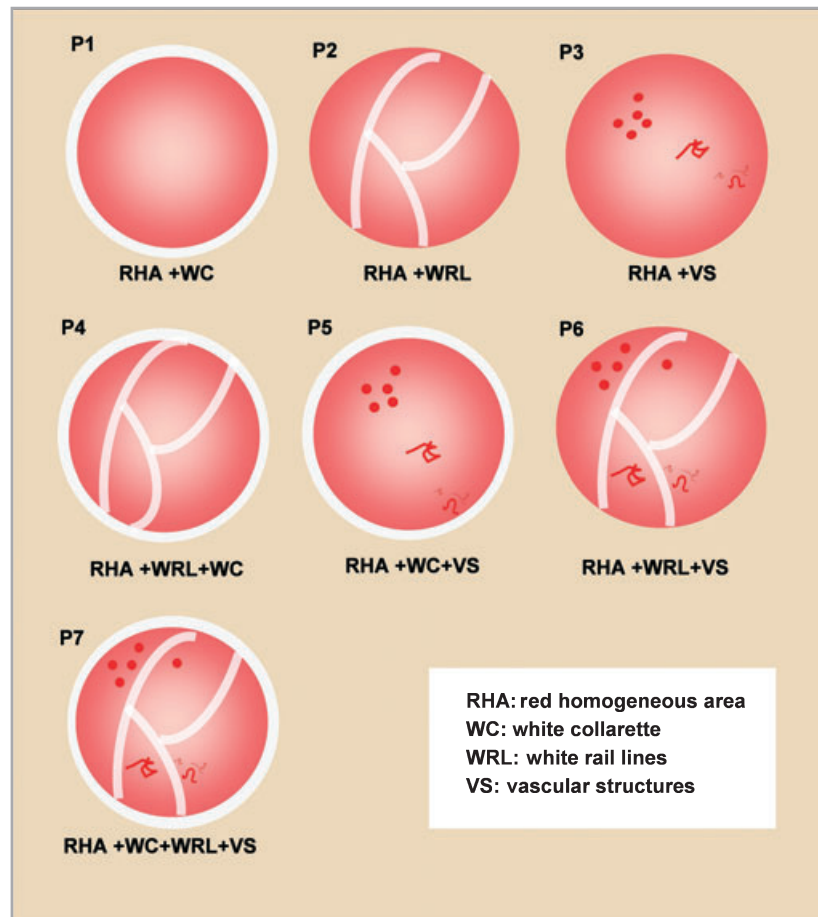 P1
P2
P3
RHA +WC
RHA +WRL
RHA +VS
P4
P5
P6
RHA +WRL+WC
RHA +WC+VS
RHA +WRL+VS
P7
RHA +WC+WRL+VS
RHA: red homogeneous area
WC: white collarette
WRL: white rail lines
VS: vascular structures